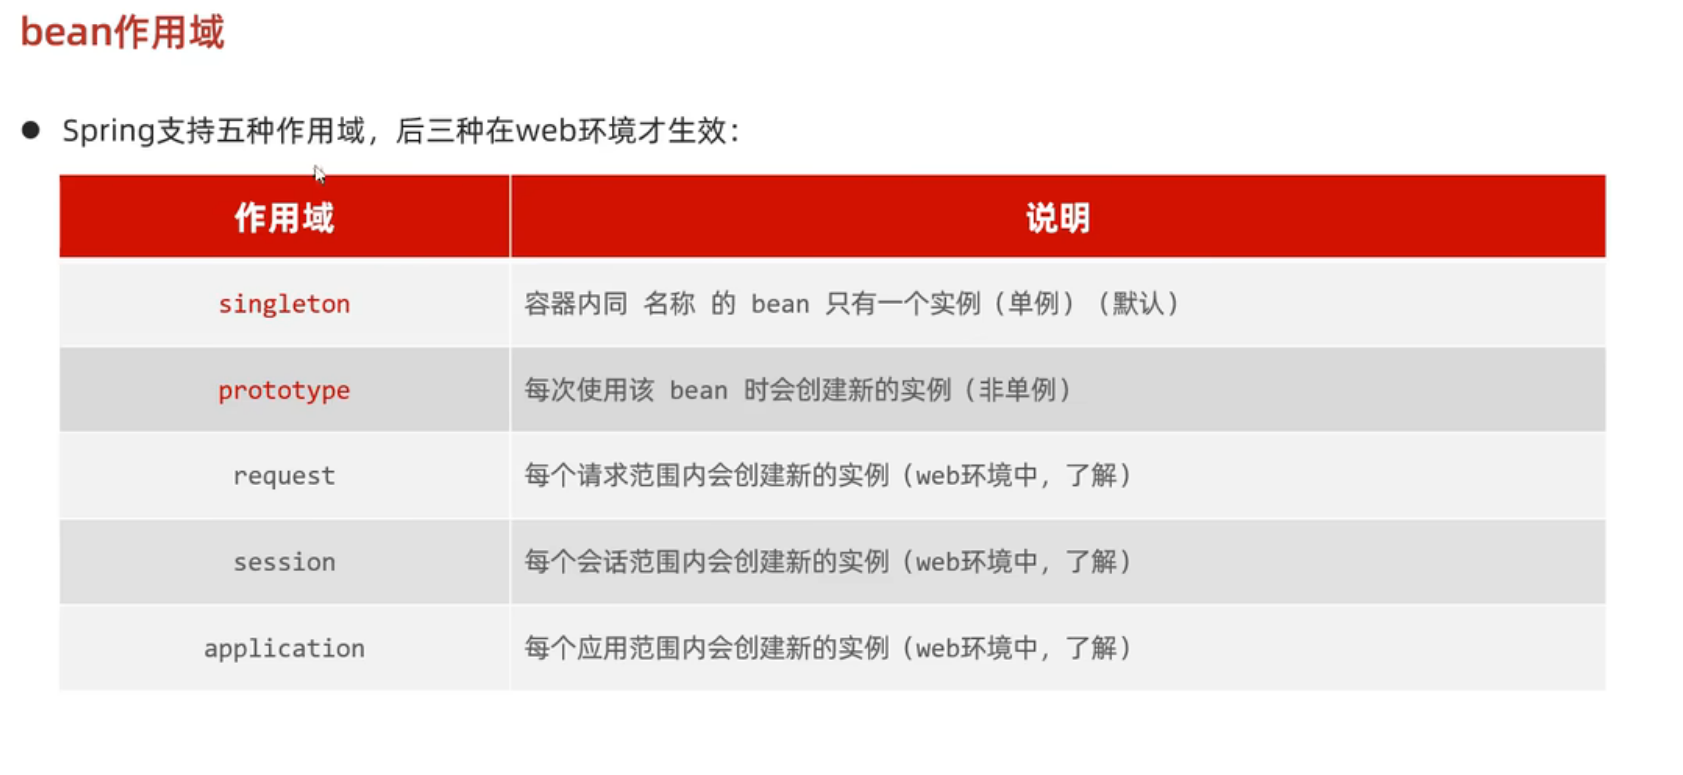 bean作用域
● Spring支持五种作用域，后三种在web环境才生效：
作用域 说明
singleton 容器内同 名称 的 bean 只有一个实例（单例）（默认）
prototype 每次使用该 bean 时会创建新的实例（非单例）
request 每个请求范围内会创建新的实例（web环境中，了解）
session 每个会话范围内会创建新的实例（web环境中，了解）
application 每个应用范围内会创建新的实例（web环境中，了解）